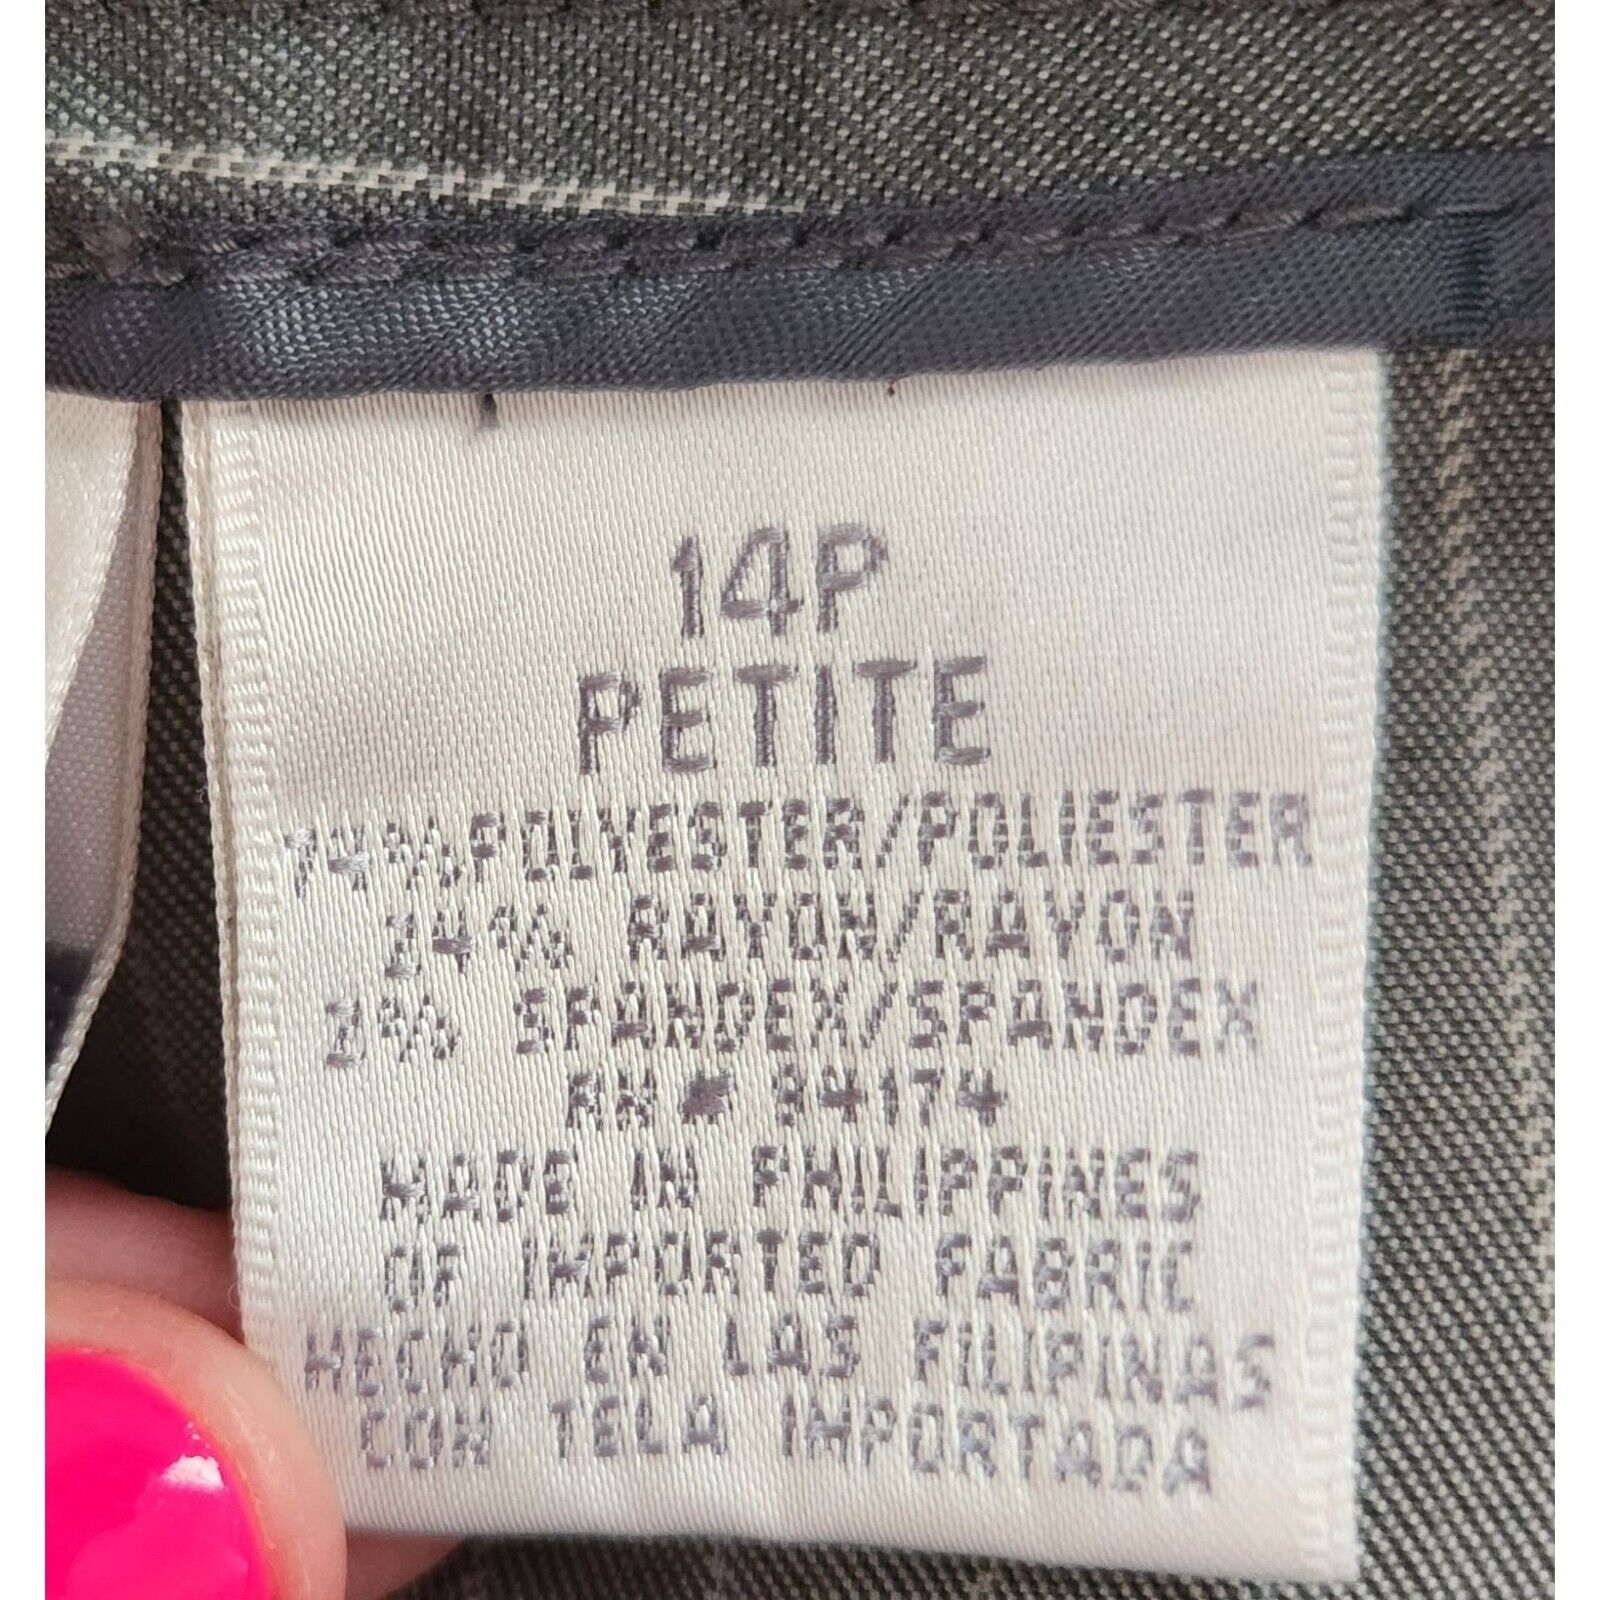 14P
PETITE
74%POLYESTER/POLIESTER
24% RAYON/RAYON
2% SPANDEX/SPANDEX
RN # 84174
MADE IN PHILIPPINES
OF IMPORTED FABRIC
HECHO EN LAS FILIPINAS
CON TELA IMPORTADA